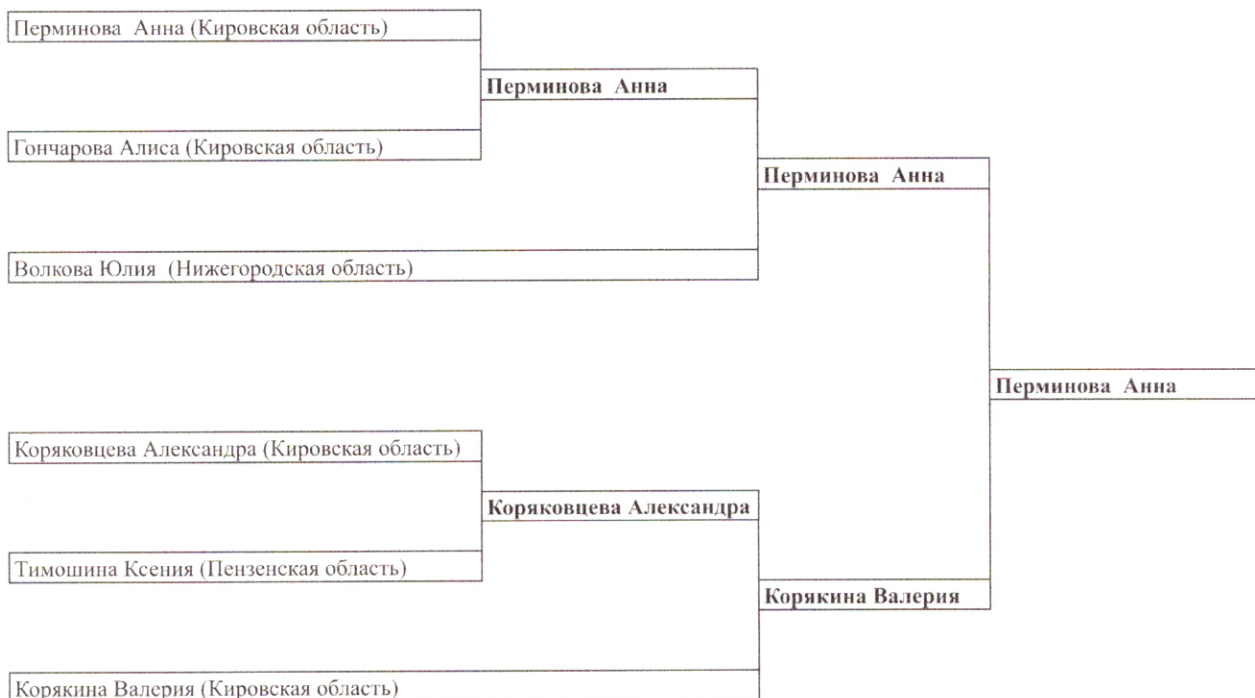 Перминова Анна (Кировская область)
Перминова Анна
Гончарова Алиса (Кировская область)
Перминова Анна
Волкова Юлия (Нижегородская область)
Перминова Анна
Коряковцева Александра (Кировская область)
Коряковцева Александра
Тимошина Ксения (Пензенская область)
Корякина Валерия
Корякина Валерия (Кировская область)